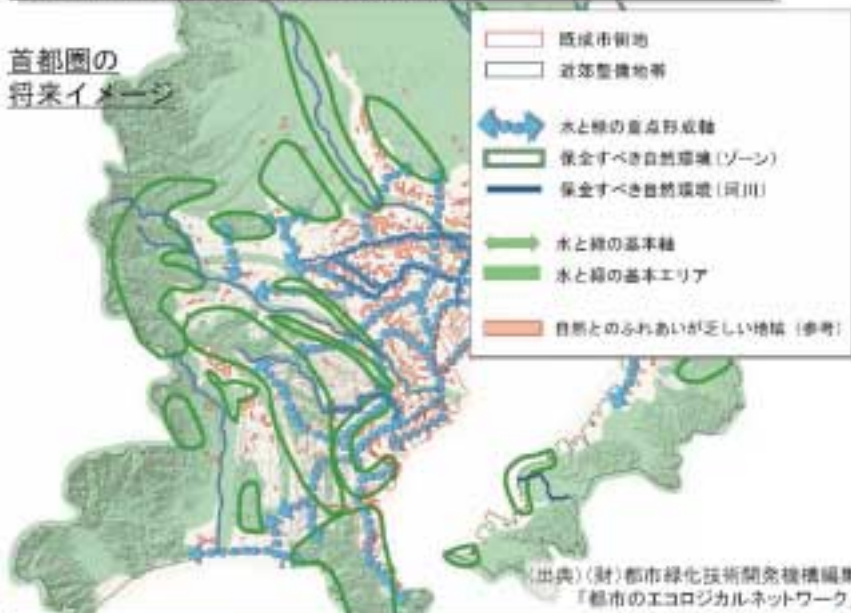 首都圏の
将来イメージ
既成市街地
近郊整備地帯
水と緑の重点形成軸
保全すべき自然環境(ゾーン)
保全すべき自然環境(河川)
水と緑の基本軸
水と緑の基本エリア
自然とのふれあいが乏しい地域 (参考)
(出典)(財)都市緑化技術開発機構編集
「都市のエコロジカルネットワーク